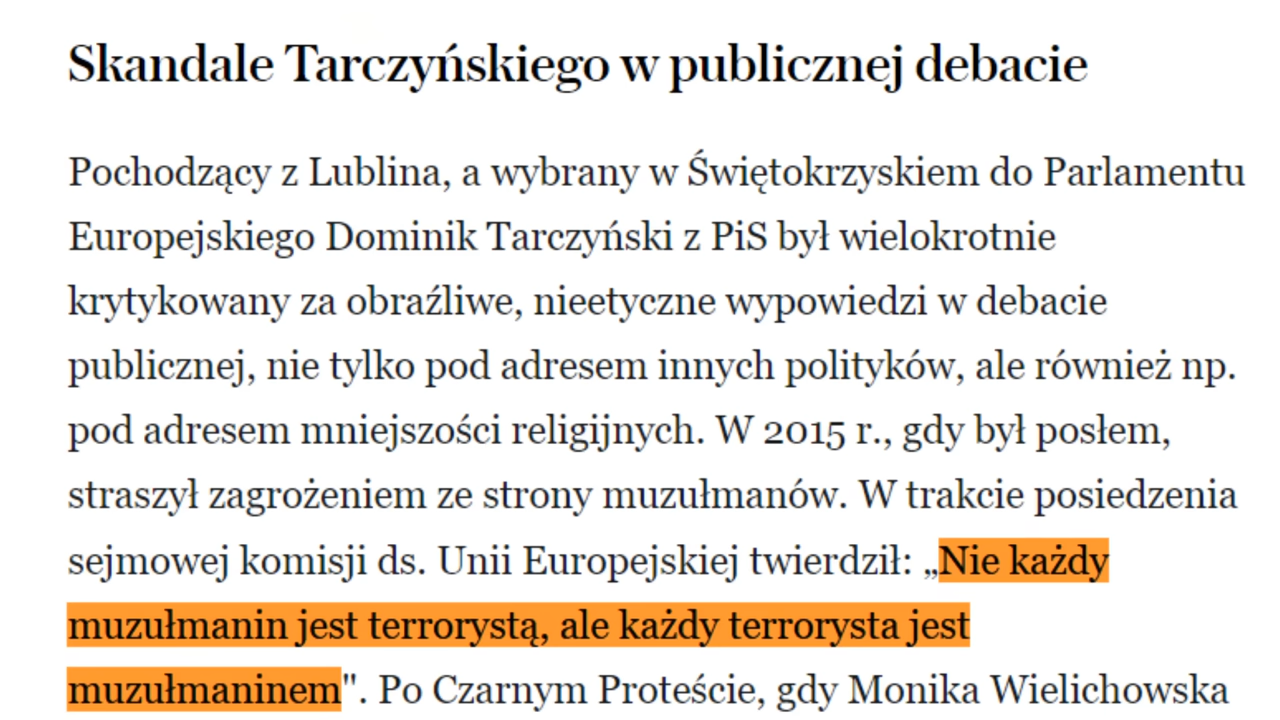 Skandale Tarczyńskiego w publicznej debacie
Pochodzący z Lublina, a wybrany w Świętokrzyskiem do Parlamentu
Europejskiego Dominik Tarczyński z PiS był wielokrotnie
krytykowany za obraźliwe, nieetyczne wypowiedzi w debacie
publicznej, nie tylko pod adresem innych polityków, ale również np.
pod adresem mniejszości religijnych. W 2015 r., gdy był posłem,
straszył zagrożeniem ze strony muzułmanów. W trakcie posiedzenia
sejmowej komisji ds. Unii Europejskiej twierdził: „Nie każdy
muzułmanin jest terrorystą, ale każdy terrorysta jest
muzułmaninem". Po Czarnym Proteście, gdy Monika Wielichowska